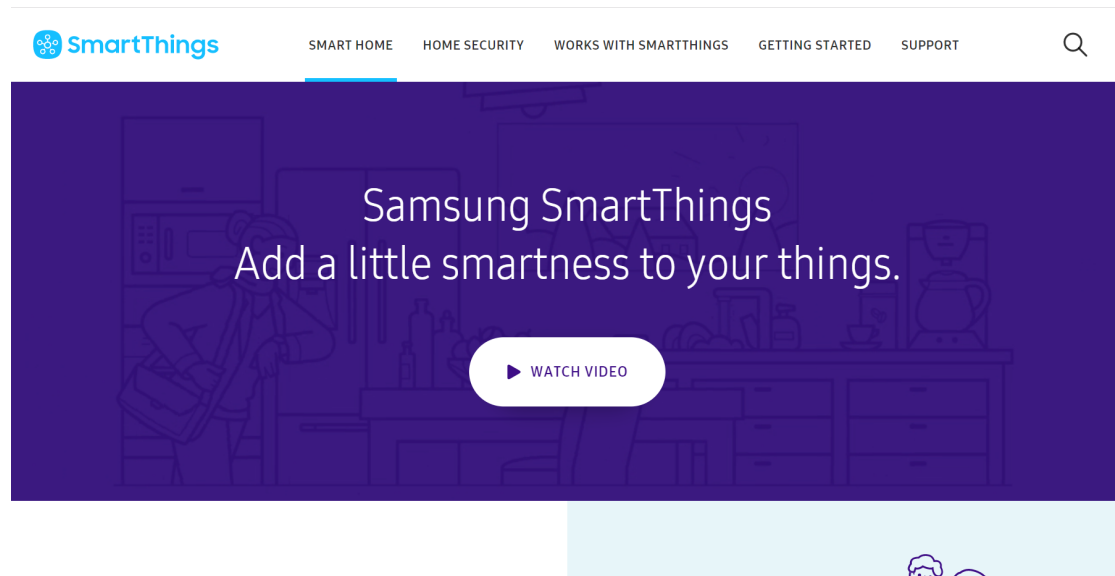 SmartThings
SMART HOME
HOME SECURITY
WORKS WITH SMARTTHINGS
GETTING STARTED
SUPPORT
Samsung SmartThings
Add a little smartness to your things.
WATCH VIDEO